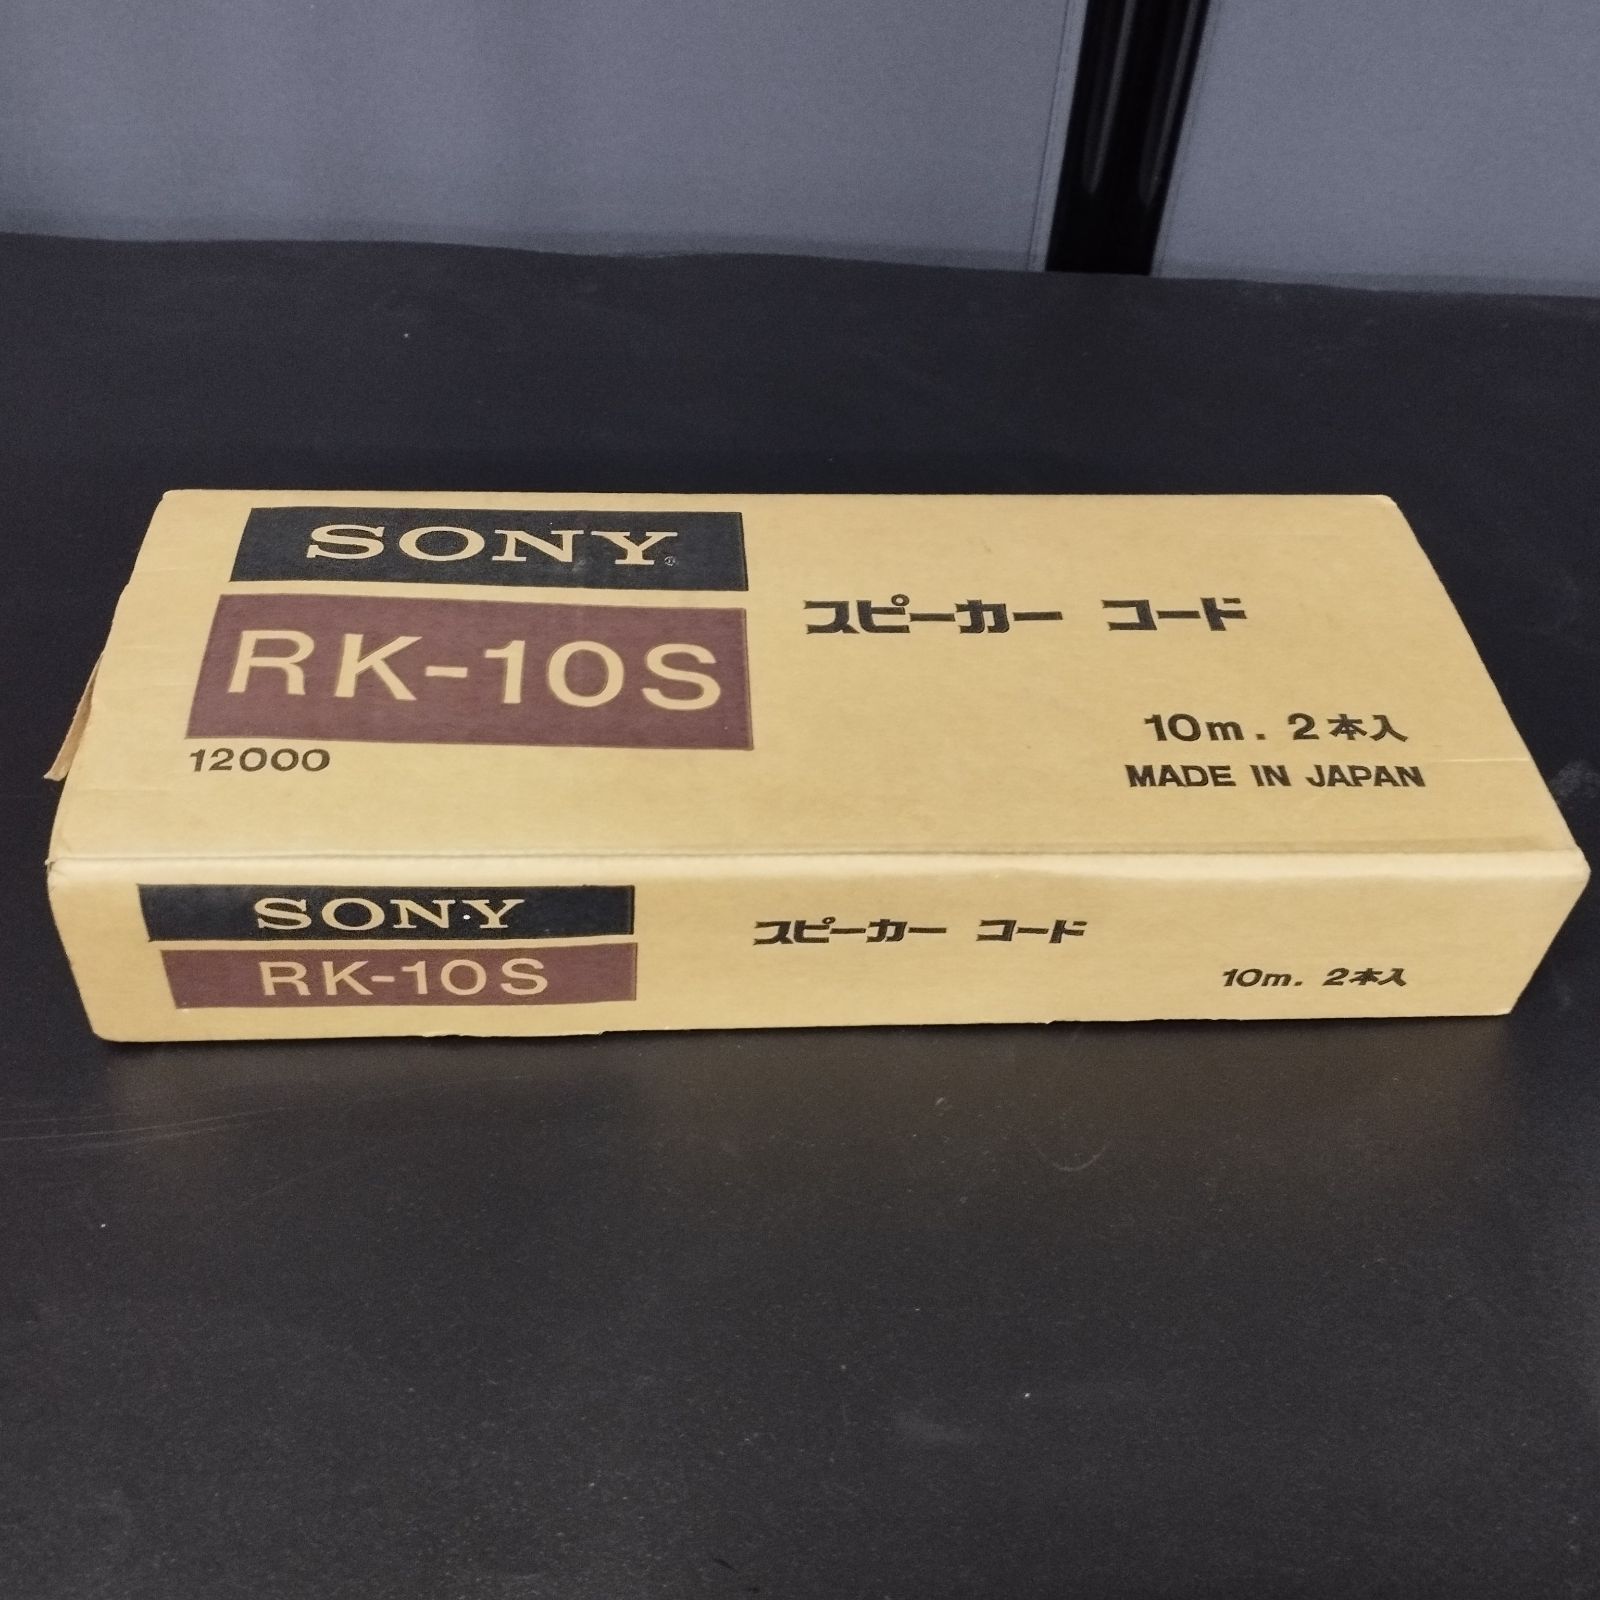 SONY®
RK-10S
12000
スピーカー コード
10m. 2本入
MADE IN JAPAN
SONY
RK-10S
スピーカー コード
10m. 2本入